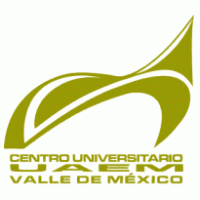 CENTRO UNIVERSITARIO
UAEM
VALLE DE MÉXICO